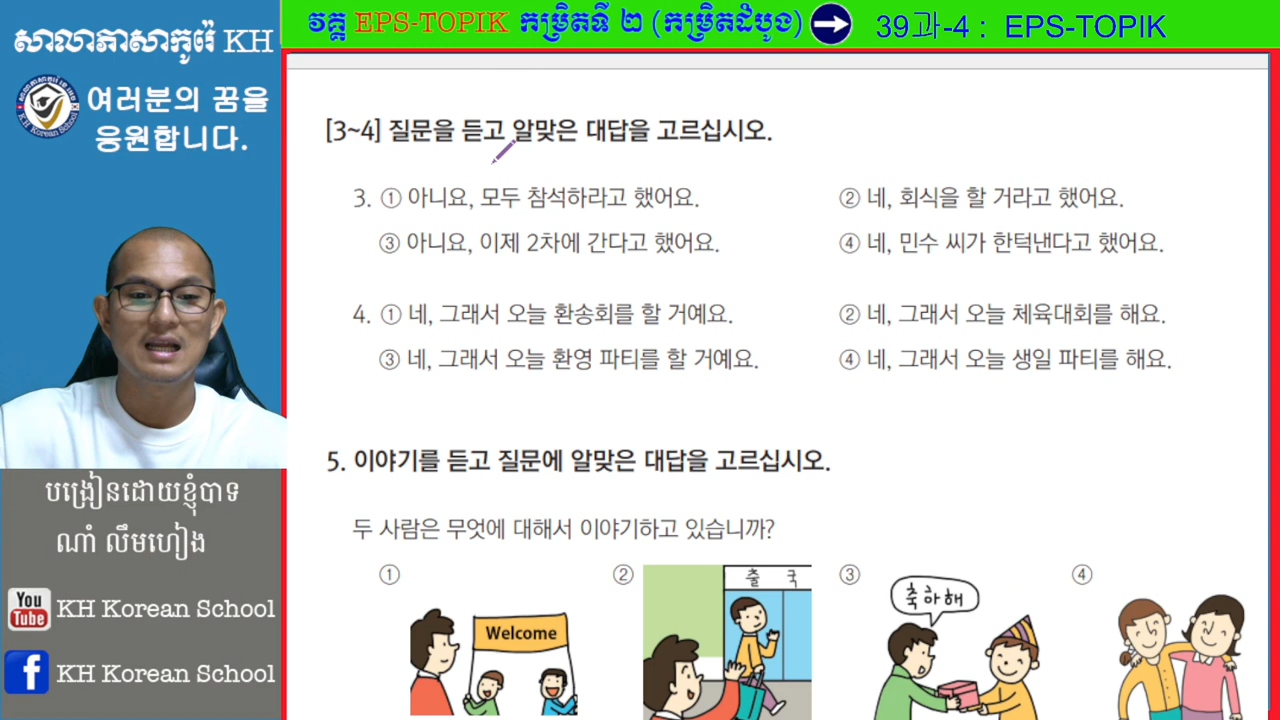 សាលាភាសាកូរ៉េ KH
여러분의 꿈을
응원합니다.
វគ្គ EPS-TOPIK កម្រិតទី ២ (កម្រិតដំបូង)
39과-4 : EPS-TOPIK
[3~4] 질문을 듣고 알맞은 대답을 고르십시오.
3. ① 아니요, 모두 참석하라고 했어요.
② 네, 회식을 할 거라고 했어요.
③ 아니요, 이제 2차에 간다고 했어요.
④ 네, 민수 씨가 한턱낸다고 했어요.
4. ① 네, 그래서 오늘 환송회를 할 거예요.
② 네, 그래서 오늘 체육대회를 해요.
③ 네, 그래서 오늘 환영 파티를 할 거예요.
④ 네, 그래서 오늘 생일 파티를 해요.
5. 이야기를 듣고 질문에 알맞은 대답을 고르십시오.
두 사람은 무엇에 대해서 이야기하고 있습니까?
①
Welcome
②
출 국
③
축하해
④
បង្រៀនដោយខ្ញុំបាទ
ណាំ លឹមហៀង
You
Tube
KH Korean School
f
KH Korean School